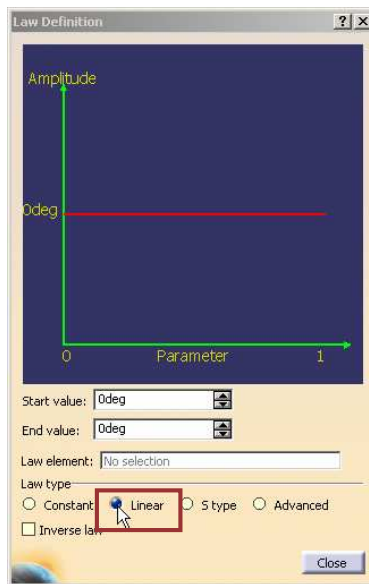 Law Definition
Amplitude
0deg
0 Parameter 1
Start value: 0deg
End value: 0deg
Law element: No selection
Law type
Constant Linear S type Advanced
Inverse law
Close